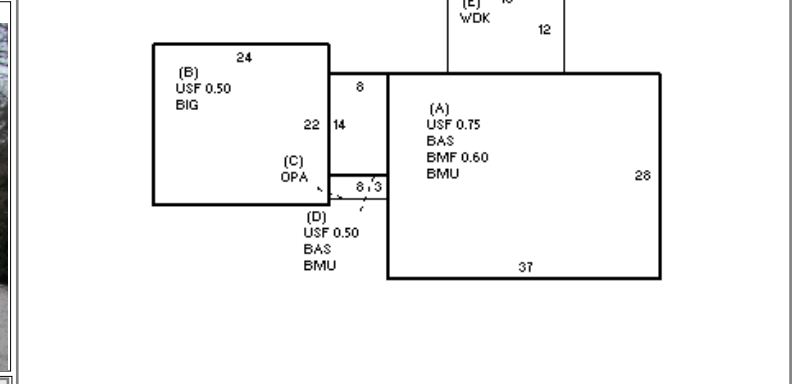 (E)
WDK
12
24
(B)
USF 0.50
BIG
8
(A)
USF 0.75
BAS
BMF 0.60
BMU
22
14
28
(C)
OPA
8
3
(D)
USF 0.50
BAS
BMU
37